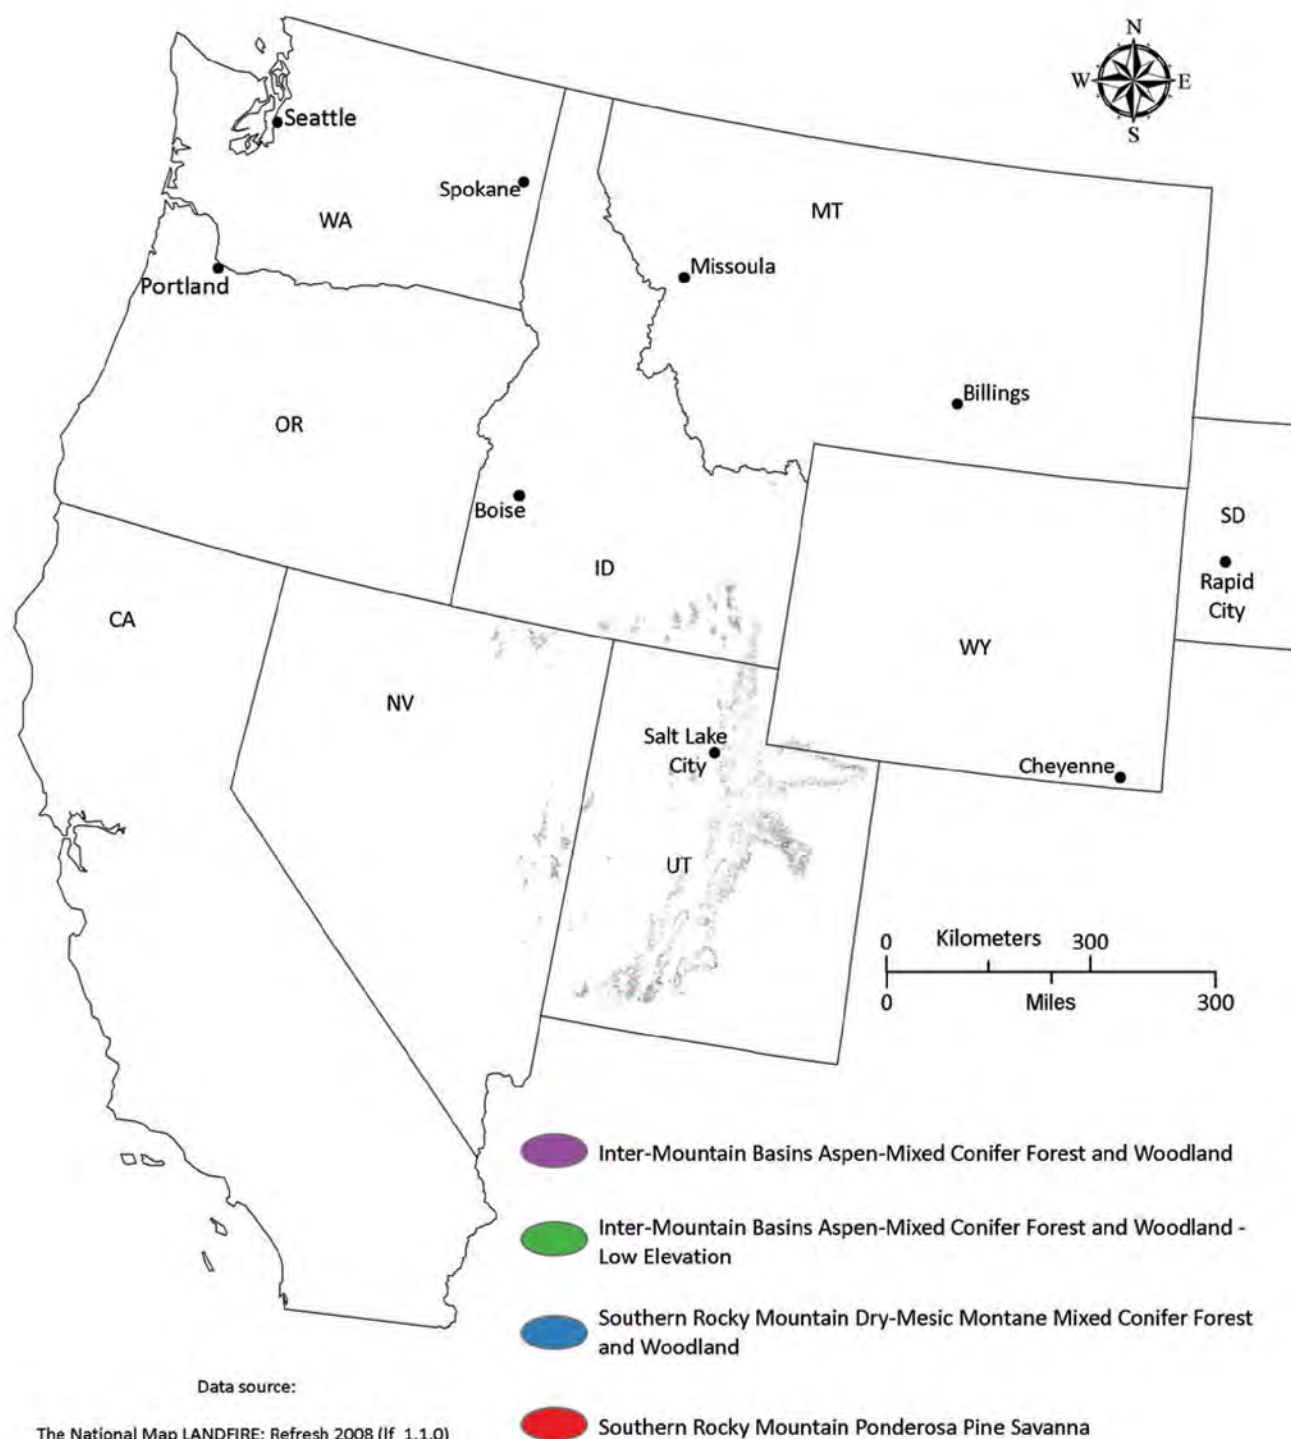 N
W E
S
Seattle
Spokane
WA
MT
Missoula
Portland
Billings
OR
SD
Boise
Rapid
City
ID
CA
WY
NV
Salt Lake
City
Cheyenne
UT
0 Kilometers 300
0 Miles 300
Inter-Mountain Basins Aspen-Mixed Conifer Forest and Woodland
Inter-Mountain Basins Aspen-Mixed Conifer Forest and Woodland -
Low Elevation
Southern Rocky Mountain Dry-Mesic Montane Mixed Conifer Forest
and Woodland
Data source:
Southern Rocky Mountain Ponderosa Pine Savanna
The National Map LANDFIRE: Refresh 2008 (lf_1.1.0)